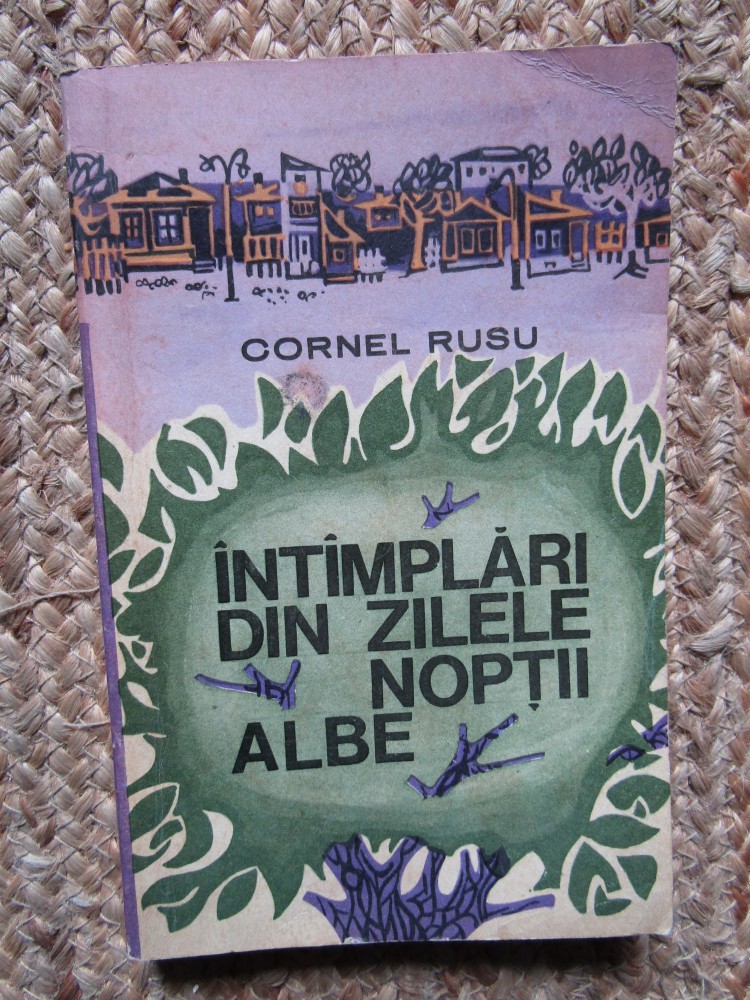 CORNEL RUSU
ÎNTÎMPLĂRI
DIN ZILELE
NOPȚII
ALBE